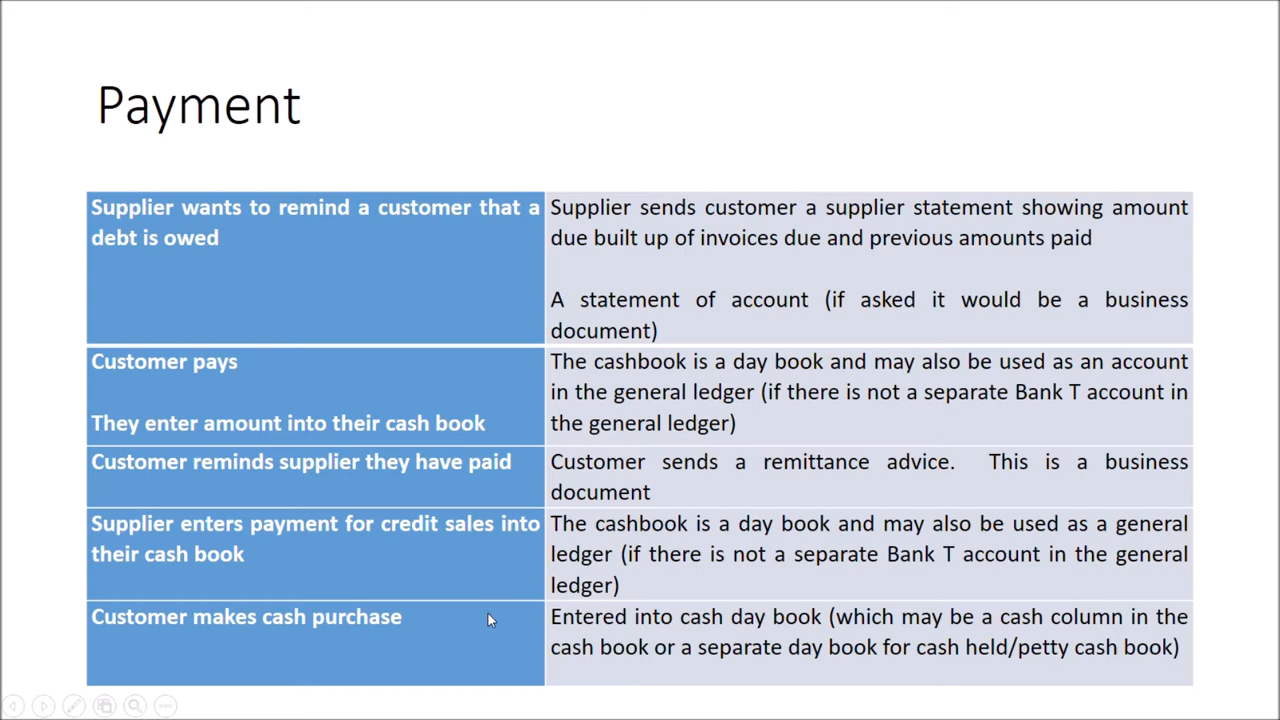 Payment
Supplier wants to remind a customer that a
debt is owed
Supplier sends customer a supplier statement showing amount
due built up of invoices due and previous amounts paid
A statement of account (if asked it would be a business
document)
Customer pays
They enter amount into their cash book
The cashbook is a day book and may also be used as an account
in the general ledger (if there is not a separate Bank T account in
the general ledger)
Customer reminds supplier they have paid
Customer sends a remittance advice. This is a business
document
Supplier enters payment for credit sales into
their cash book
The cashbook is a day book and may also be used as a general
ledger (if there is not a separate Bank T account in the general
ledger)
Customer makes cash purchase
Entered into cash day book (which may be a cash column in the
cash book or a separate day book for cash held/petty cash book)